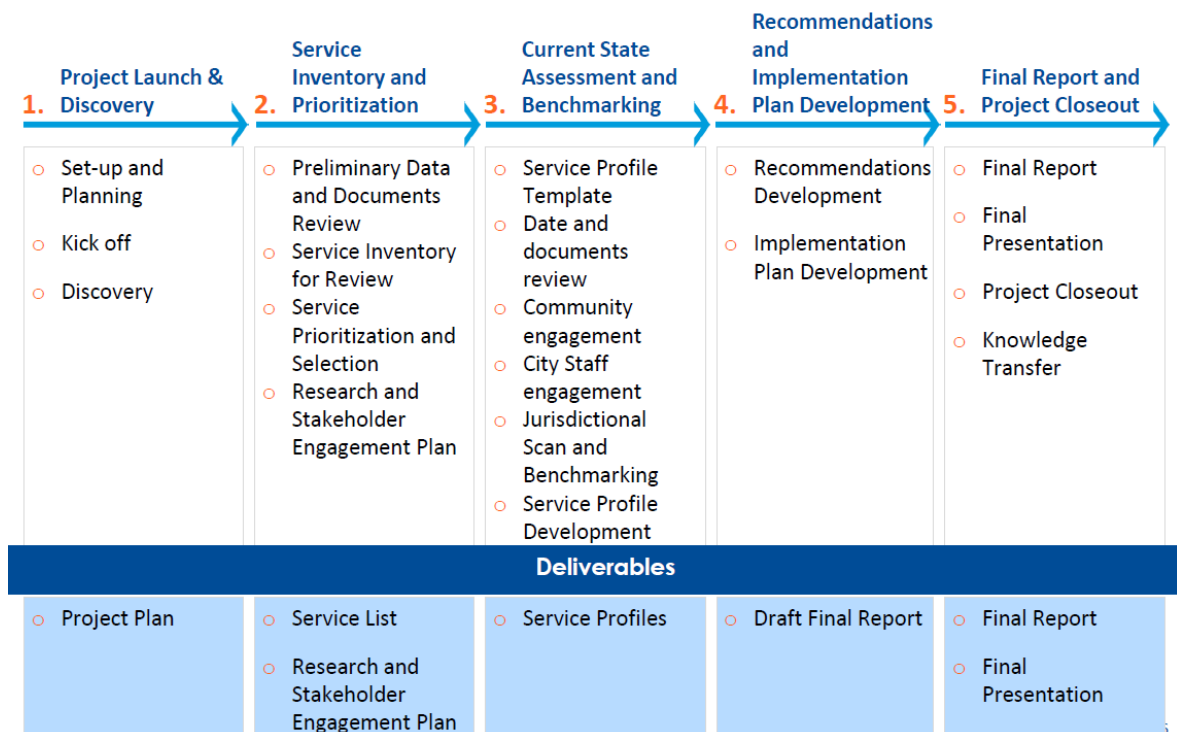 1. Project Launch &
Discovery
2. Service
Inventory and
Prioritization
3. Current State
Assessment and
Benchmarking
4. Recommendations
and
Implementation
Plan Development
5. Final Report and
Project Closeout
Set-up and
Planning
Kick off
Discovery
Preliminary Data
and Documents
Review
Service Inventory
for Review
Service
Prioritization and
Selection
Research and
Stakeholder
Engagement Plan
Service Profile
Template
Date and
documents
review
Community
engagement
City Staff
engagement
Jurisdictional
Scan and
Benchmarking
Service Profile
Development
Recommendations
Development
Implementation
Plan Development
Final Report
Final
Presentation
Project Closeout
Knowledge
Transfer
Deliverables
Project Plan
Service List
Research and
Stakeholder
Engagement Plan
Service Profiles
Draft Final Report
Final Report
Final
Presentation